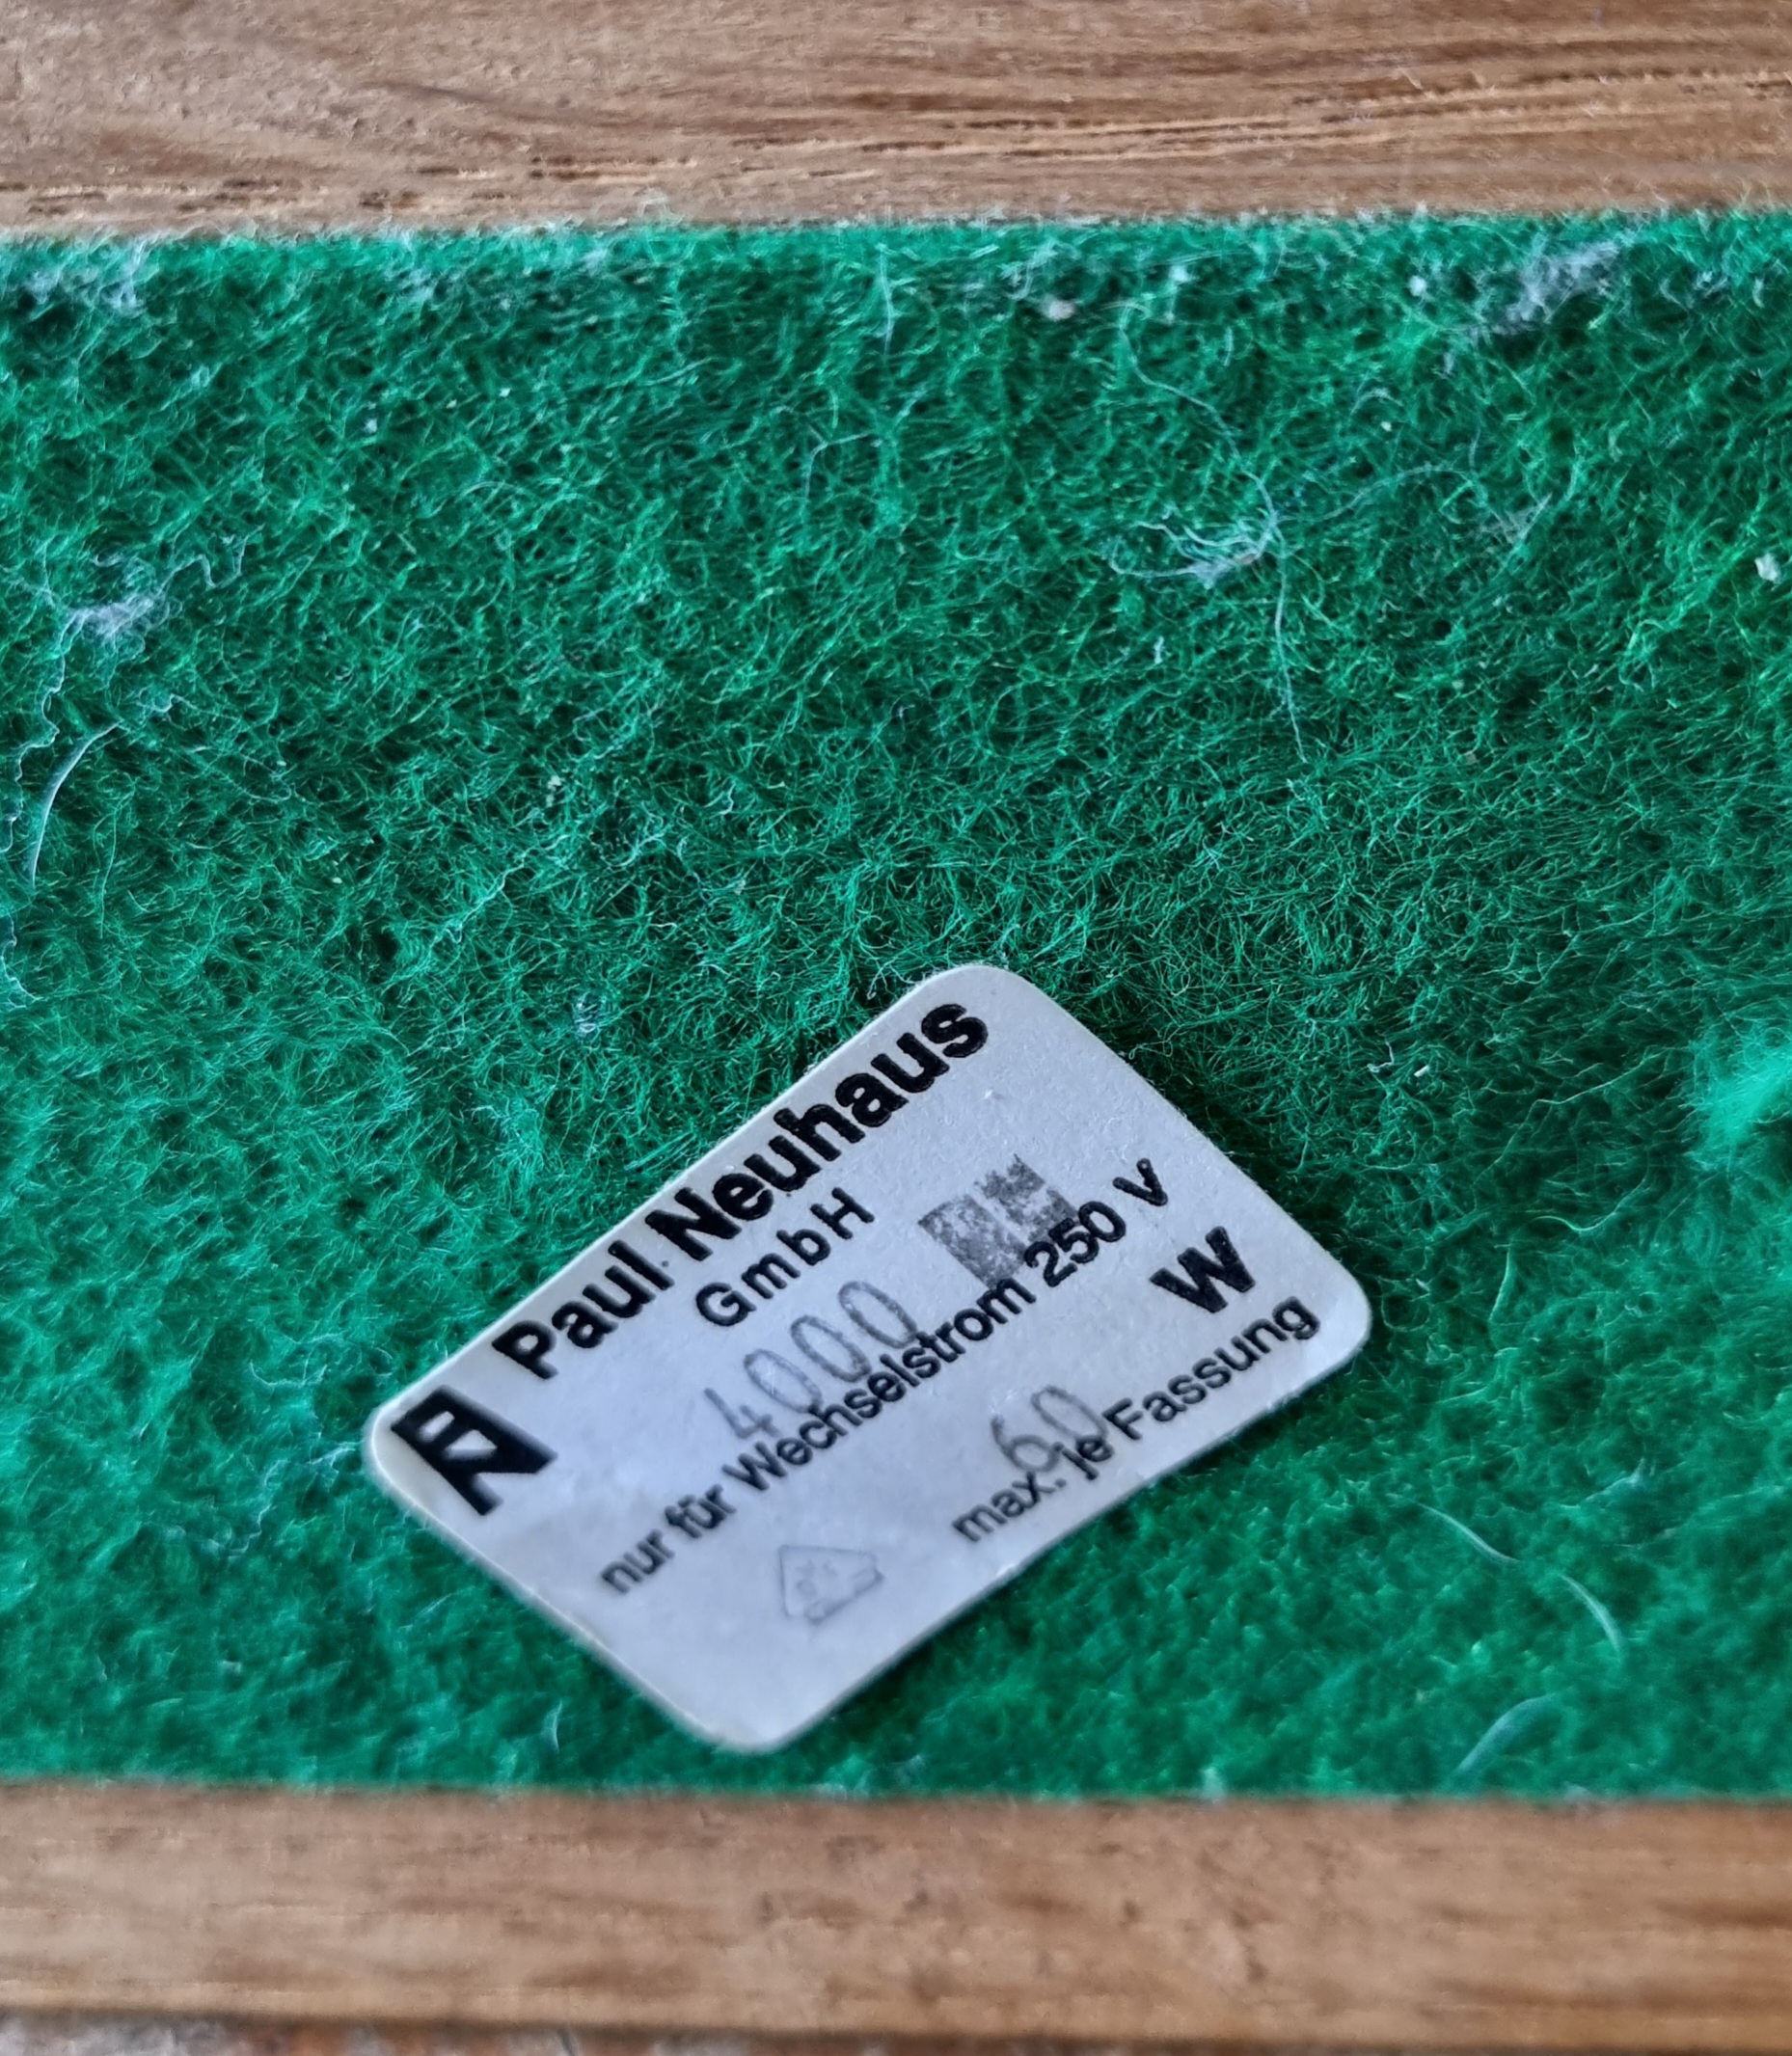 Paul Neuhaus
GmbH
4000
nur für Wechselstrom 250 V
60 W
max. je Fassung